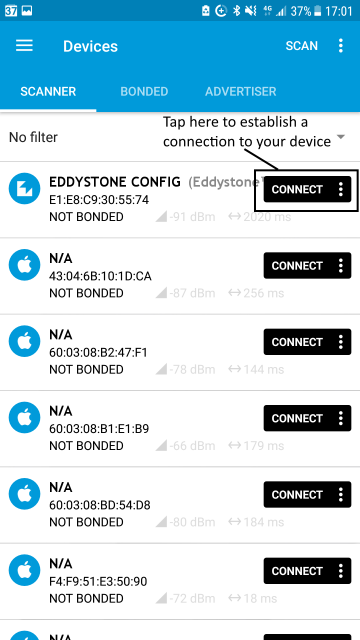 37 4G 37% 17:01
Devices SCAN
SCANNER BONDED ADVERTISER
Tap here to establish a
connection to your device
No filter
EDDYSTONE CONFIG (Eddystone CONNECT
E1:E8:C9:30:55:74
NOT BONDED -91 dBm 2020 ms
N/A
43:04:6B:10:1D:CA CONNECT
NOT BONDED -87 dBm 256 ms
N/A
60:03:08:B2:47:F1 CONNECT
NOT BONDED -78 dBm 144 ms
N/A
60:03:08:B1:E1:B9 CONNECT
NOT BONDED -66 dBm 179 ms
N/A
60:03:08:BD:54:D8 CONNECT
NOT BONDED -80 dBm 184 ms
N/A
F4:F9:51:E3:50:90 CONNECT
NOT BONDED -72 dBm 18 ms
N/A